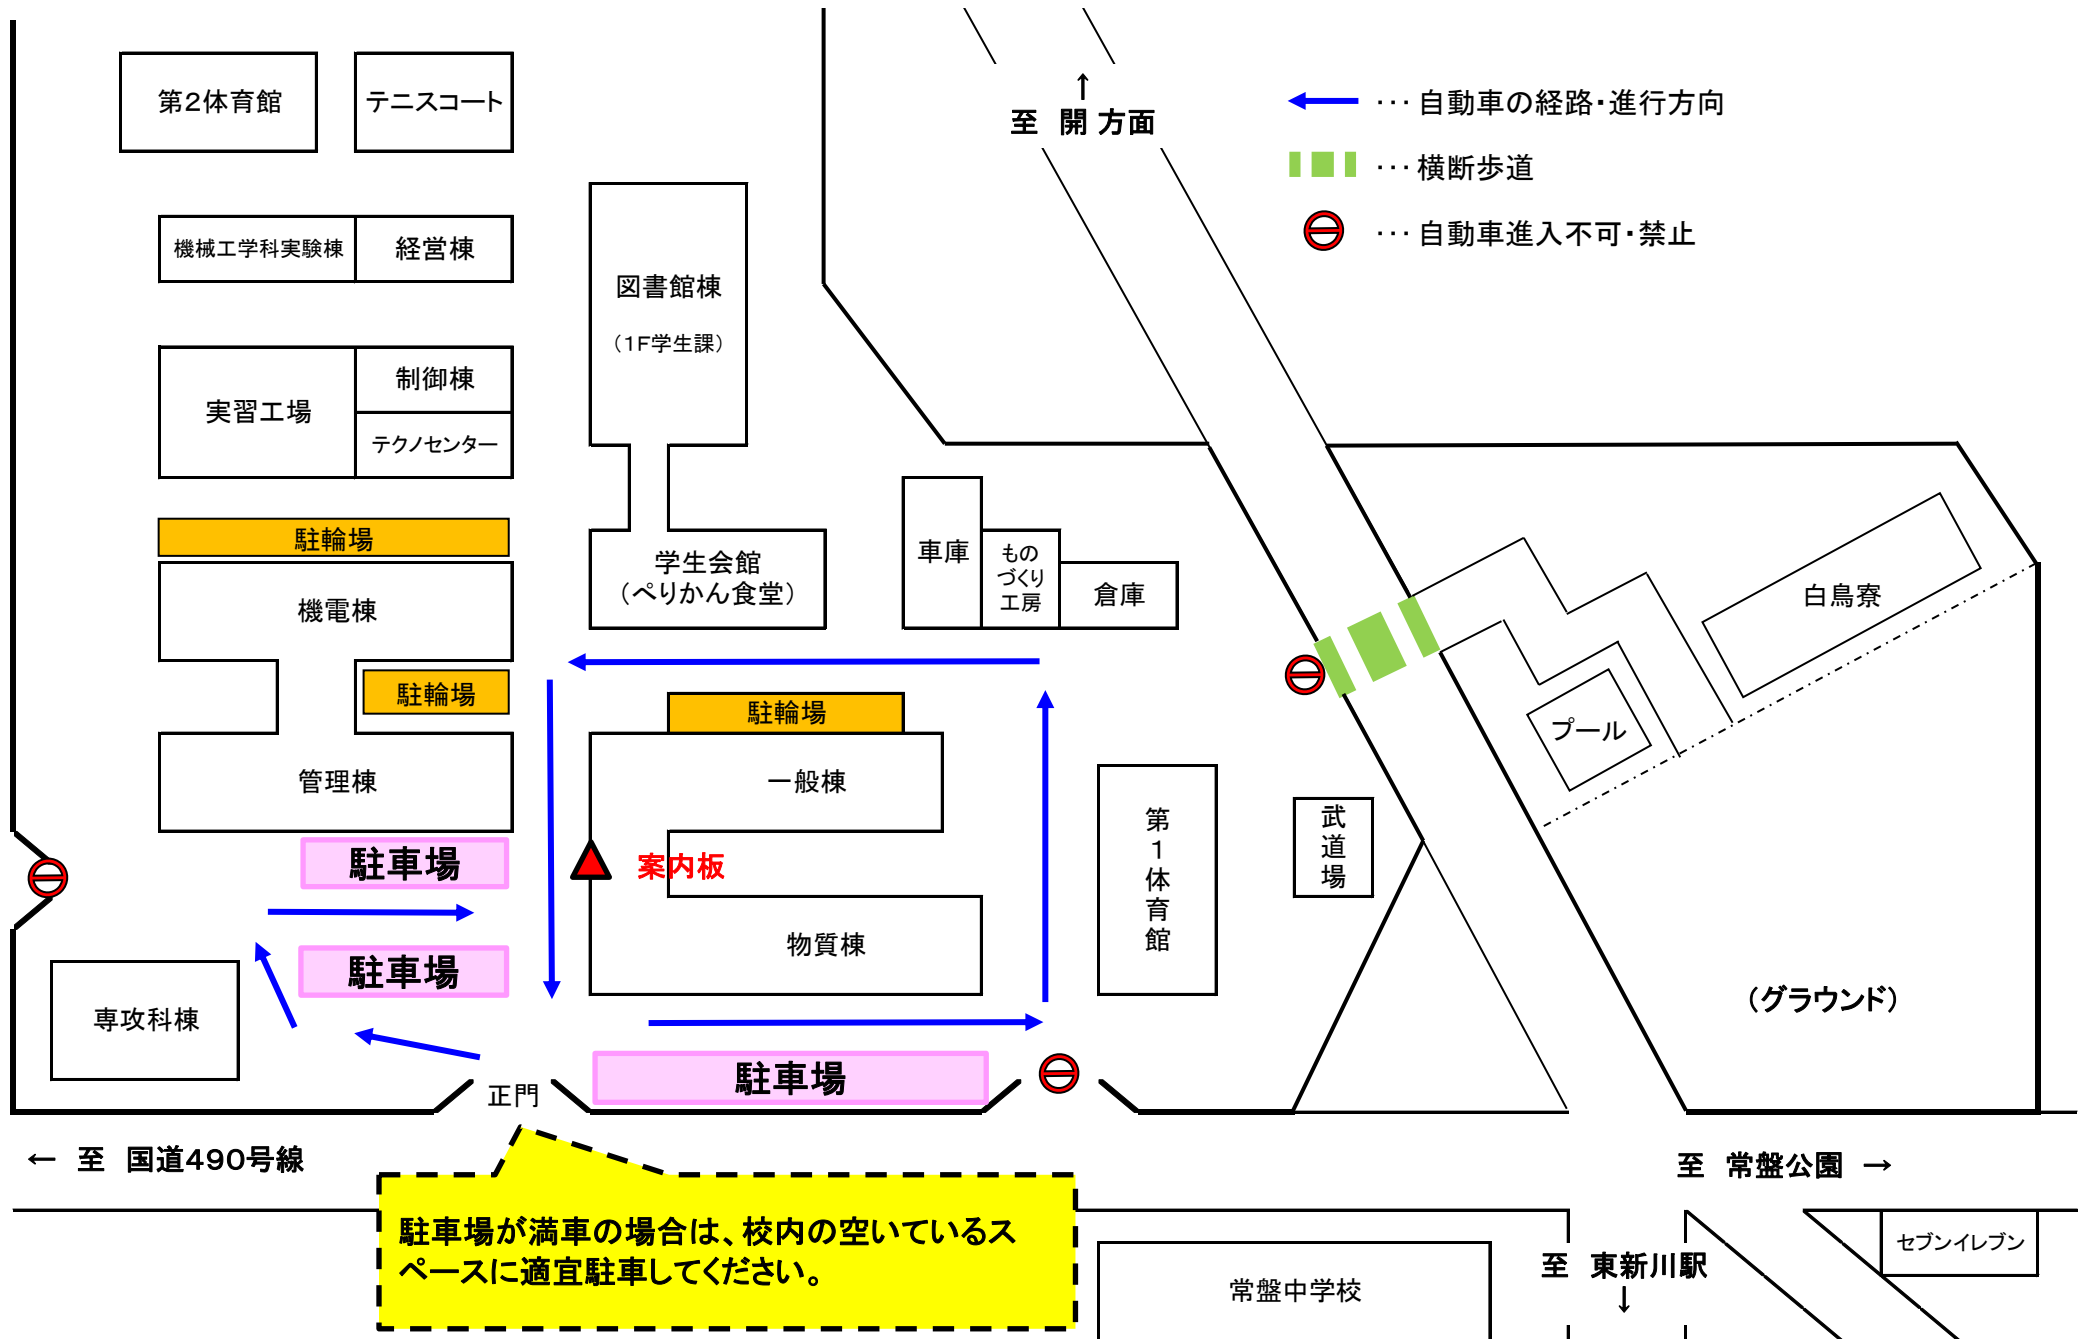 第2体育館
テニスコート
↑
至 開 方面
･･･ 自動車の経路･進行方向
･･･ 横断歩道
･･･ 自動車進入不可･禁止
機械工学科実験棟
経営棟
図書館棟
（1F学生課）
実習工場
制御棟
テクノセンター
駐輪場
機電棟
学生会館
（ぺりかん食堂）
車庫
もの
づくり
工房
倉庫
白鳥寮
駐輪場
駐輪場
プール
管理棟
一般棟
第1体育館
武道場
駐車場
案内板
駐車場
物質棟
専攻科棟
（グラウンド）
駐車場
正門
← 至 国道490号線
至 常盤公園 →
駐車場が満車の場合は、校内の空いているス
ペースに適宜駐車してください。
セブンイレブン
至 東新川駅
↓
常盤中学校